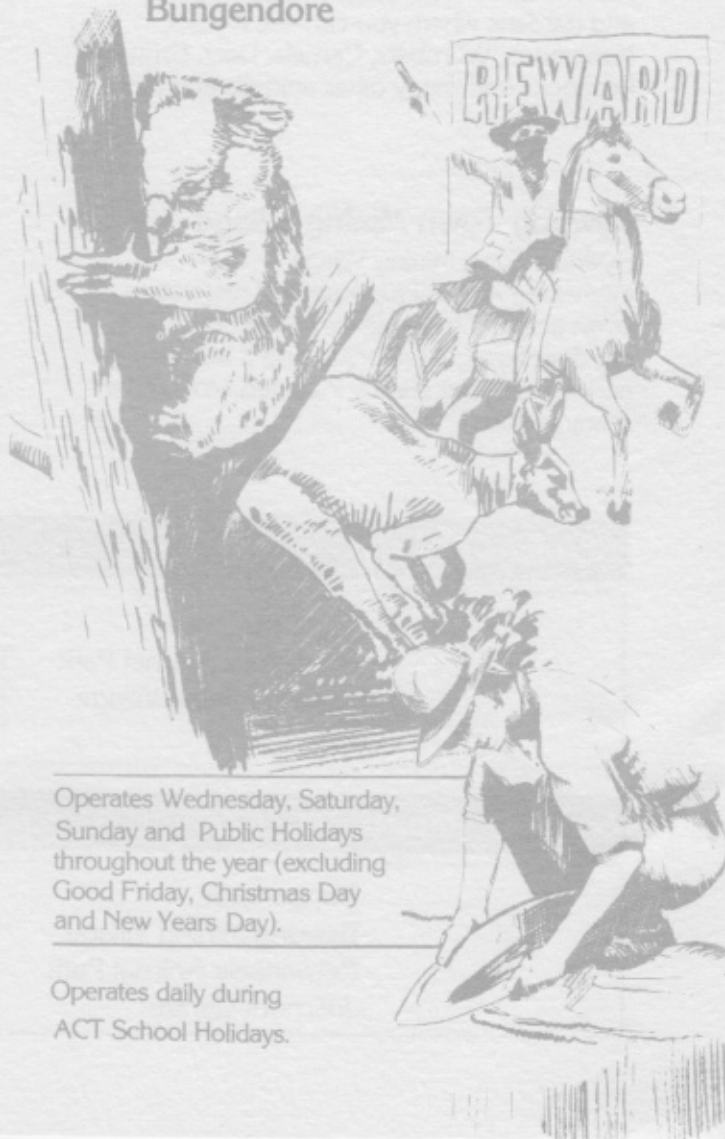 Bungendore
REWARD
Operates Wednesday, Saturday,
Sunday and Public Holidays
throughout the year (excluding
Good Friday, Christmas Day
and New Years Day).
Operates daily during
ACT School Holidays.